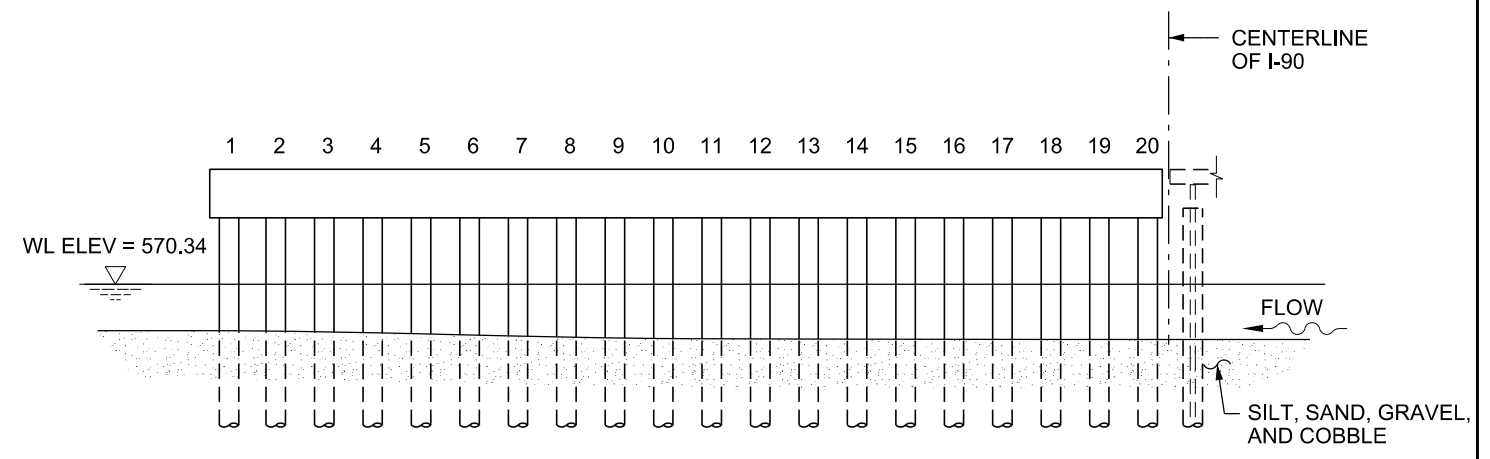 CENTERLINE
OF I-90
1 2 3 4 5 6 7 8 9 10 11 12 13 14 15 16 17 18 19 20
WL ELEV = 570.34
FLOW
SILT, SAND, GRAVEL,
AND COBBLE